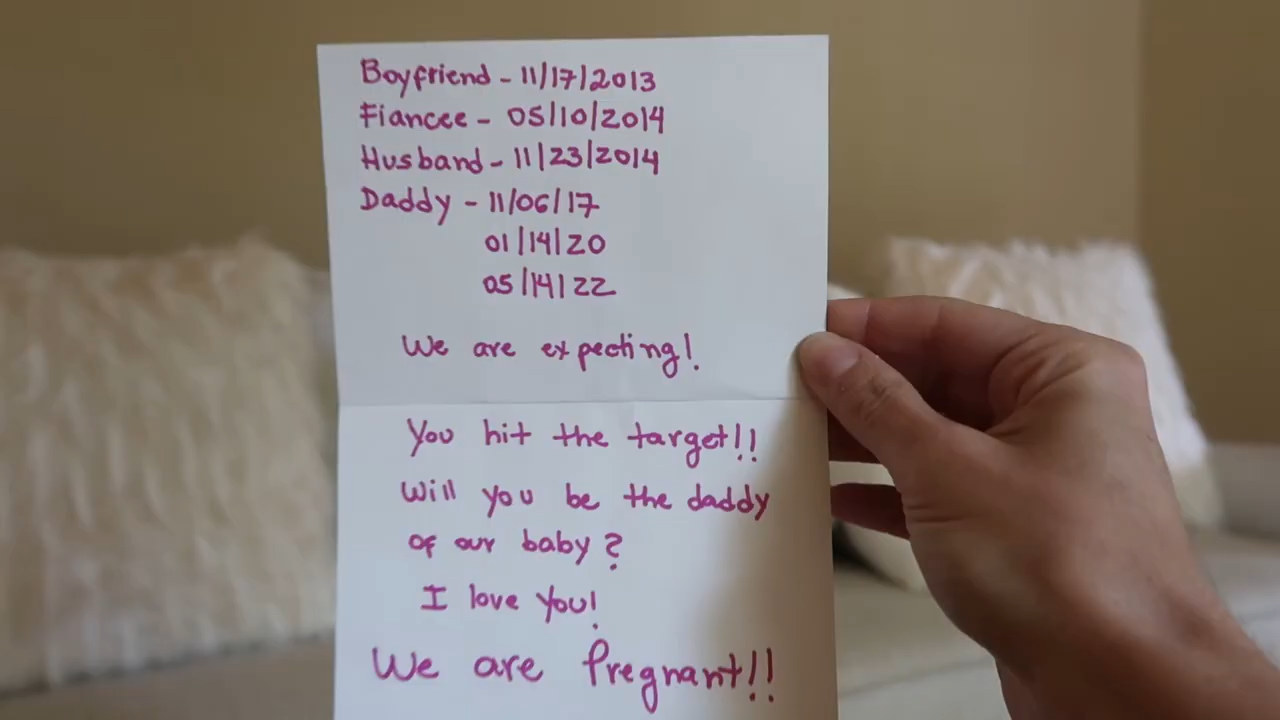 Boyfriend - 11/17/2013
Fiancee - 05/10/2014
Husband - 11/23/2014
Daddy - 11/06/17
01/14/20
05/14/22
We are expecting!
You hit the target!!
Will you be the daddy
of our baby?
I love you!
We are Pregnant!!